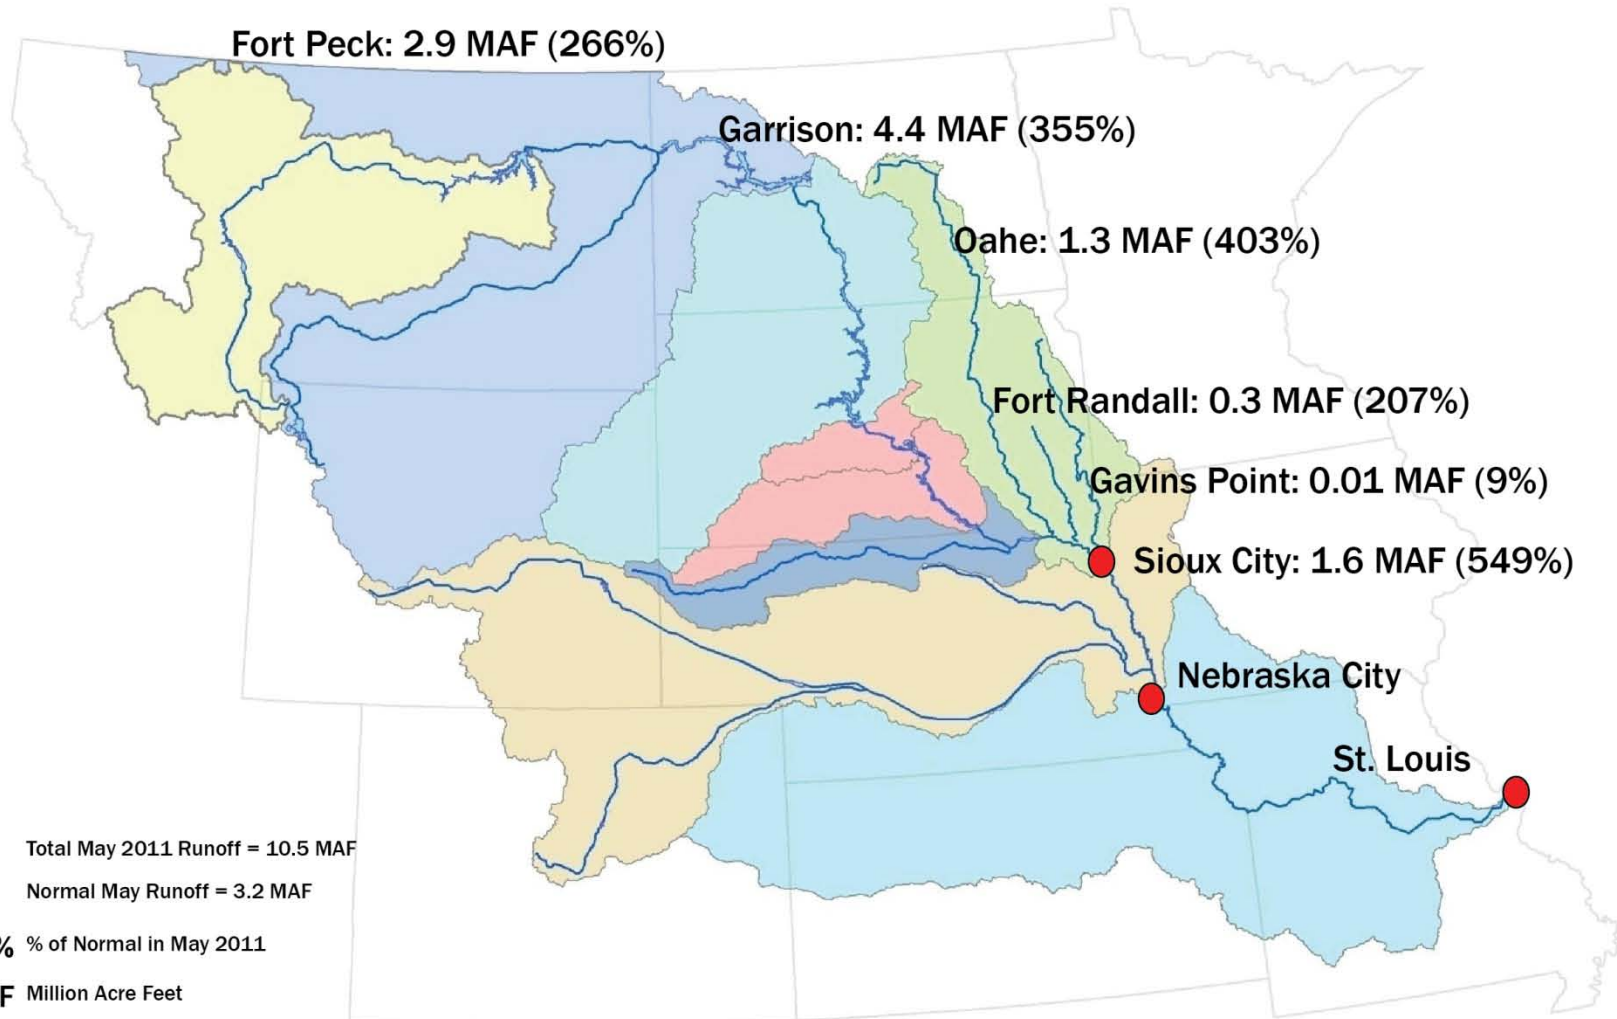 Fort Peck: 2.9 MAF (266%)
Garrison: 4.4 MAF (355%)
Oahe: 1.3 MAF (403%)
Fort Randall: 0.3 MAF (207%)
Gavins Point: 0.01 MAF (9%)
Sioux City: 1.6 MAF (549%)
Nebraska City
St. Louis
Total May 2011 Runoff = 10.5 MAF
Normal May Runoff = 3.2 MAF
% % of Normal in May 2011
F Million Acre Feet